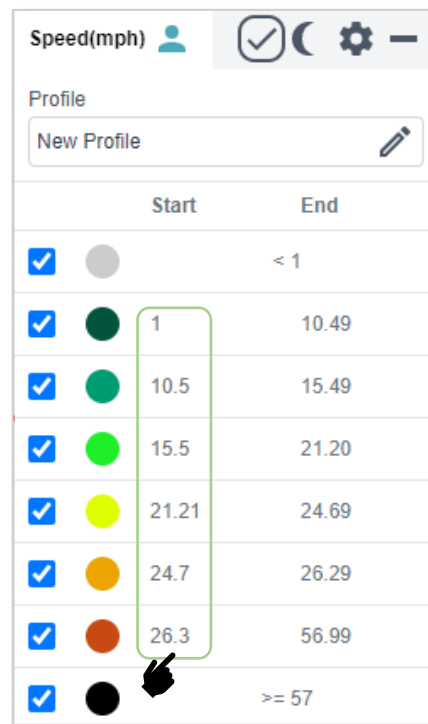 Speed(mph)
Profile
New Profile
Start End
< 1
1 10.49
10.5 15.49
15.5 21.20
21.21 24.69
24.7 26.29
26.3 56.99
>= 57